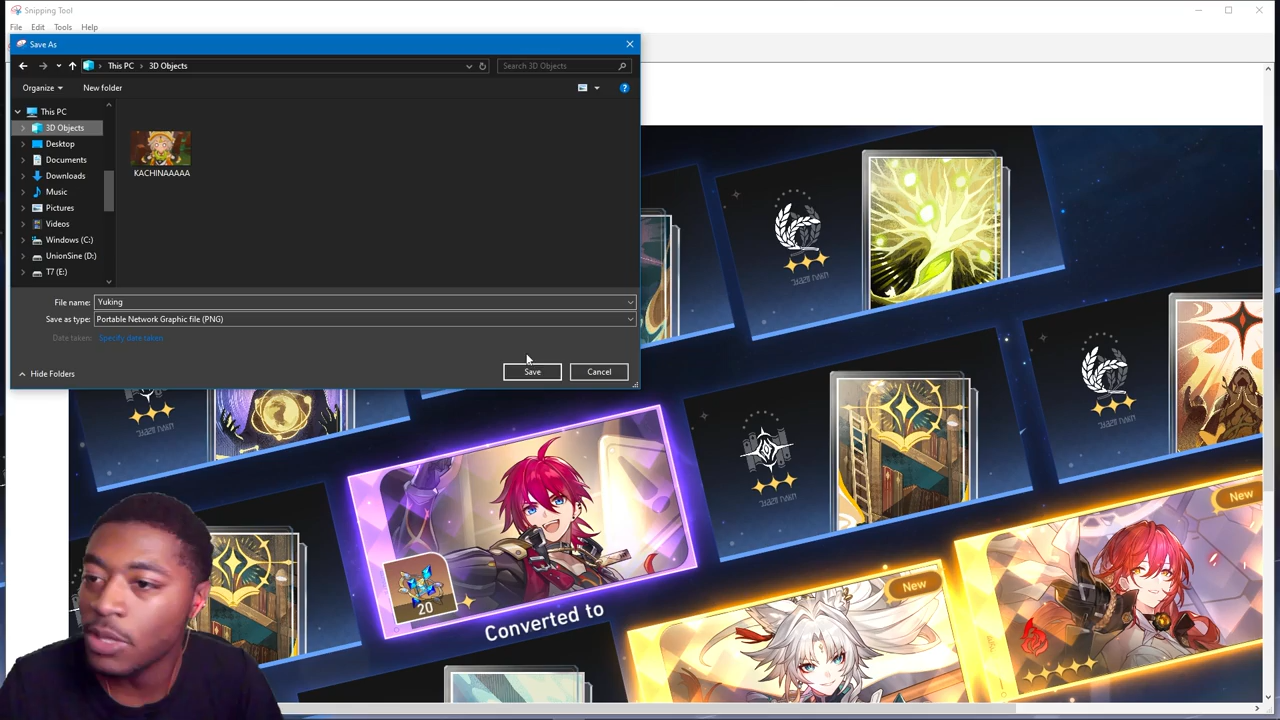 Snipping Tool
File Edit Tools Help
Save As
This PC › 3D Objects
Search 3D Objects
Organize
New folder
This PC
3D Objects
Desktop
Documents
Downloads
Music
Pictures
Videos
Windows (C:)
UnionSine (D:)
T7 (E:)
KACHINAAAAA
File name: Yuking
Save as type: Portable Network Graphic file (PNG)
Date taken: Specify date taken
Hide Folders
Save
Cancel
New
New
20
Converted to